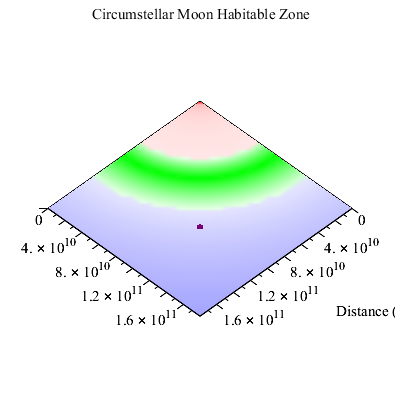 Circumstellar Moon Habitable Zone
0
4. × 10^10
8. × 10^10
1.2 × 10^11
1.6 × 10^11
0
4. × 10^10
8. × 10^10
1.2 × 10^11
1.6 × 10^11
Distance (